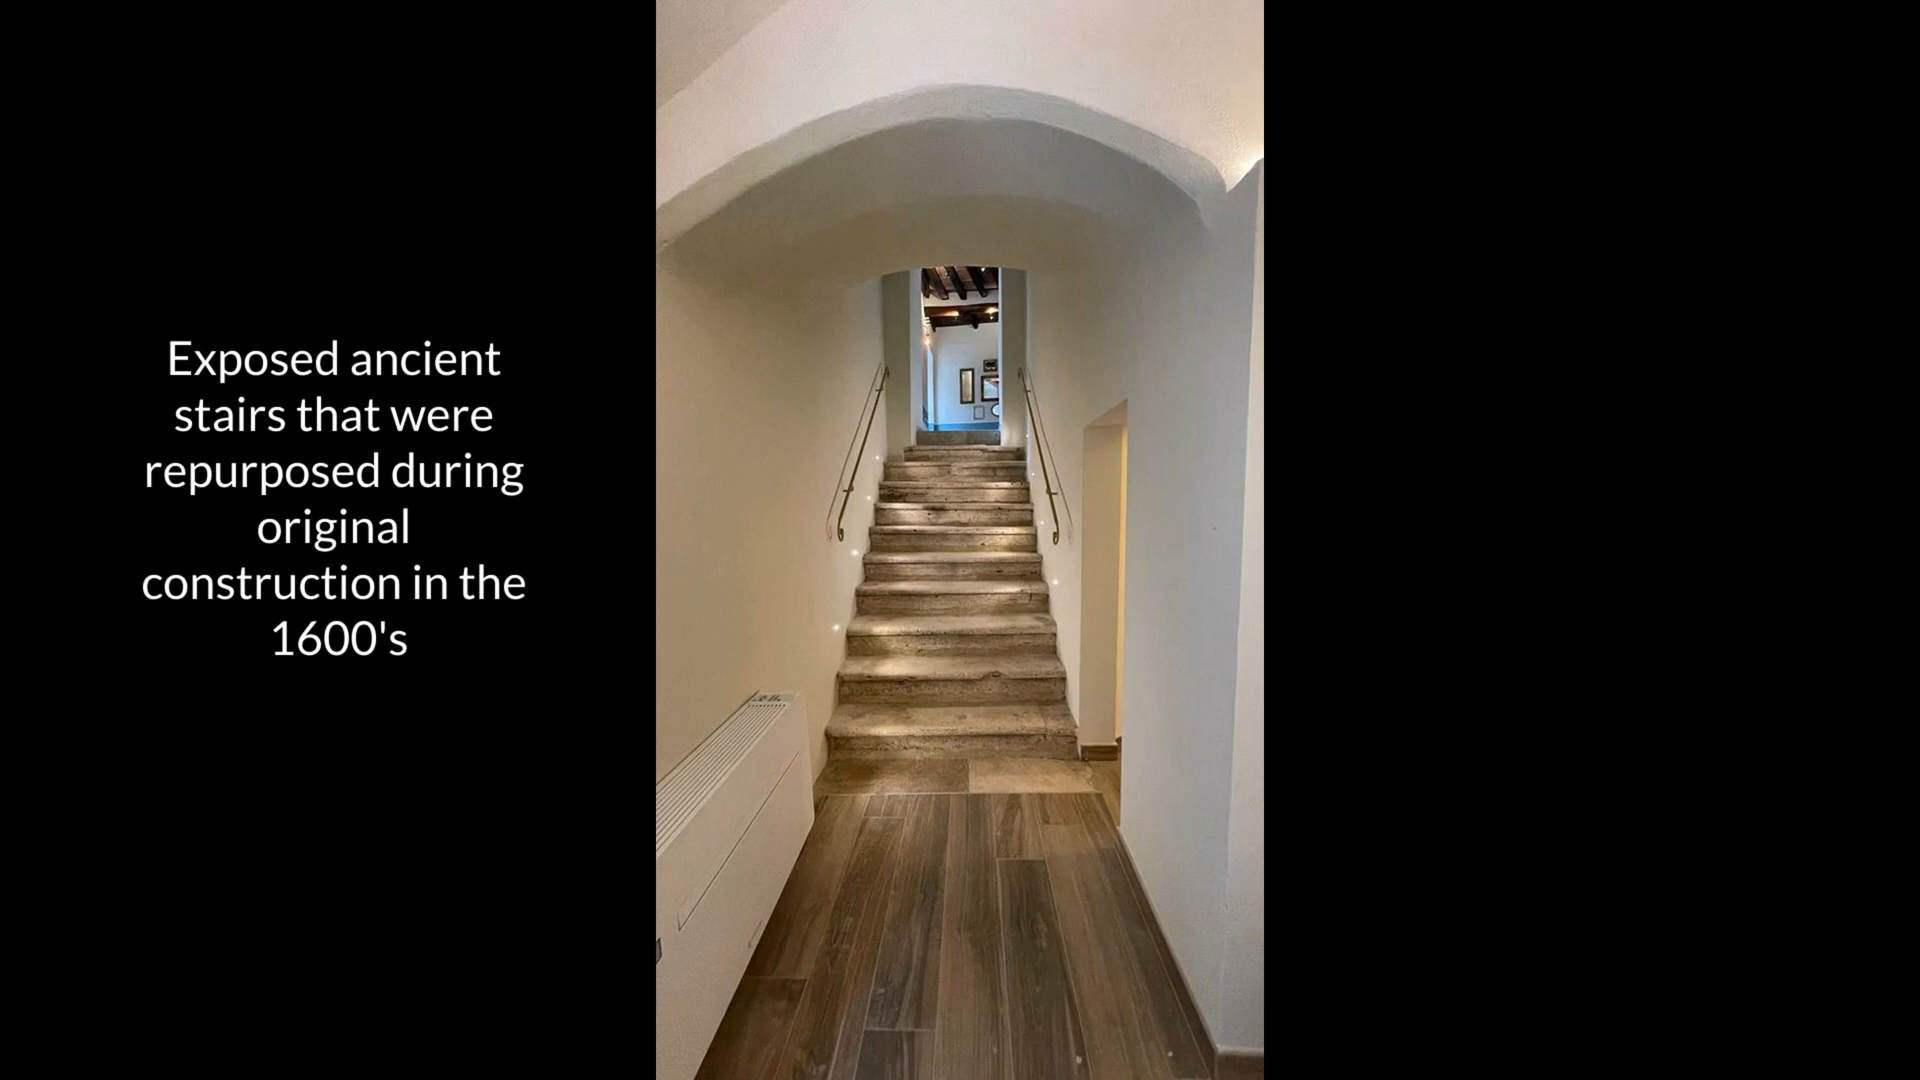 Exposed ancient
stairs that were
repurposed during
original
construction in the
1600's